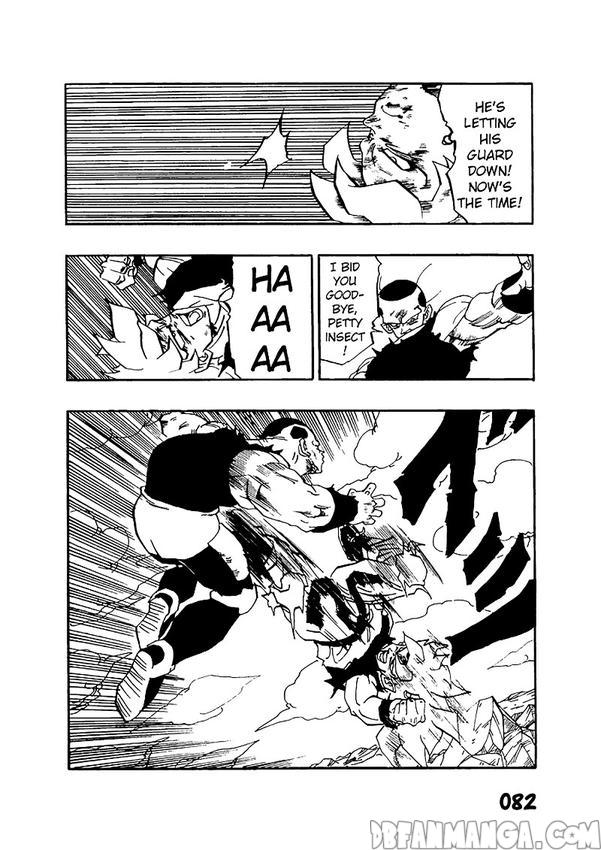 HE'S
LETTING
HIS
GUARD
DOWN!
NOW'S
THE TIME!
I BID
YOU
GOOD-
BYE,
PETTY
INSECT
!
HA
AA
AA
082
DBFANMANGA.COM